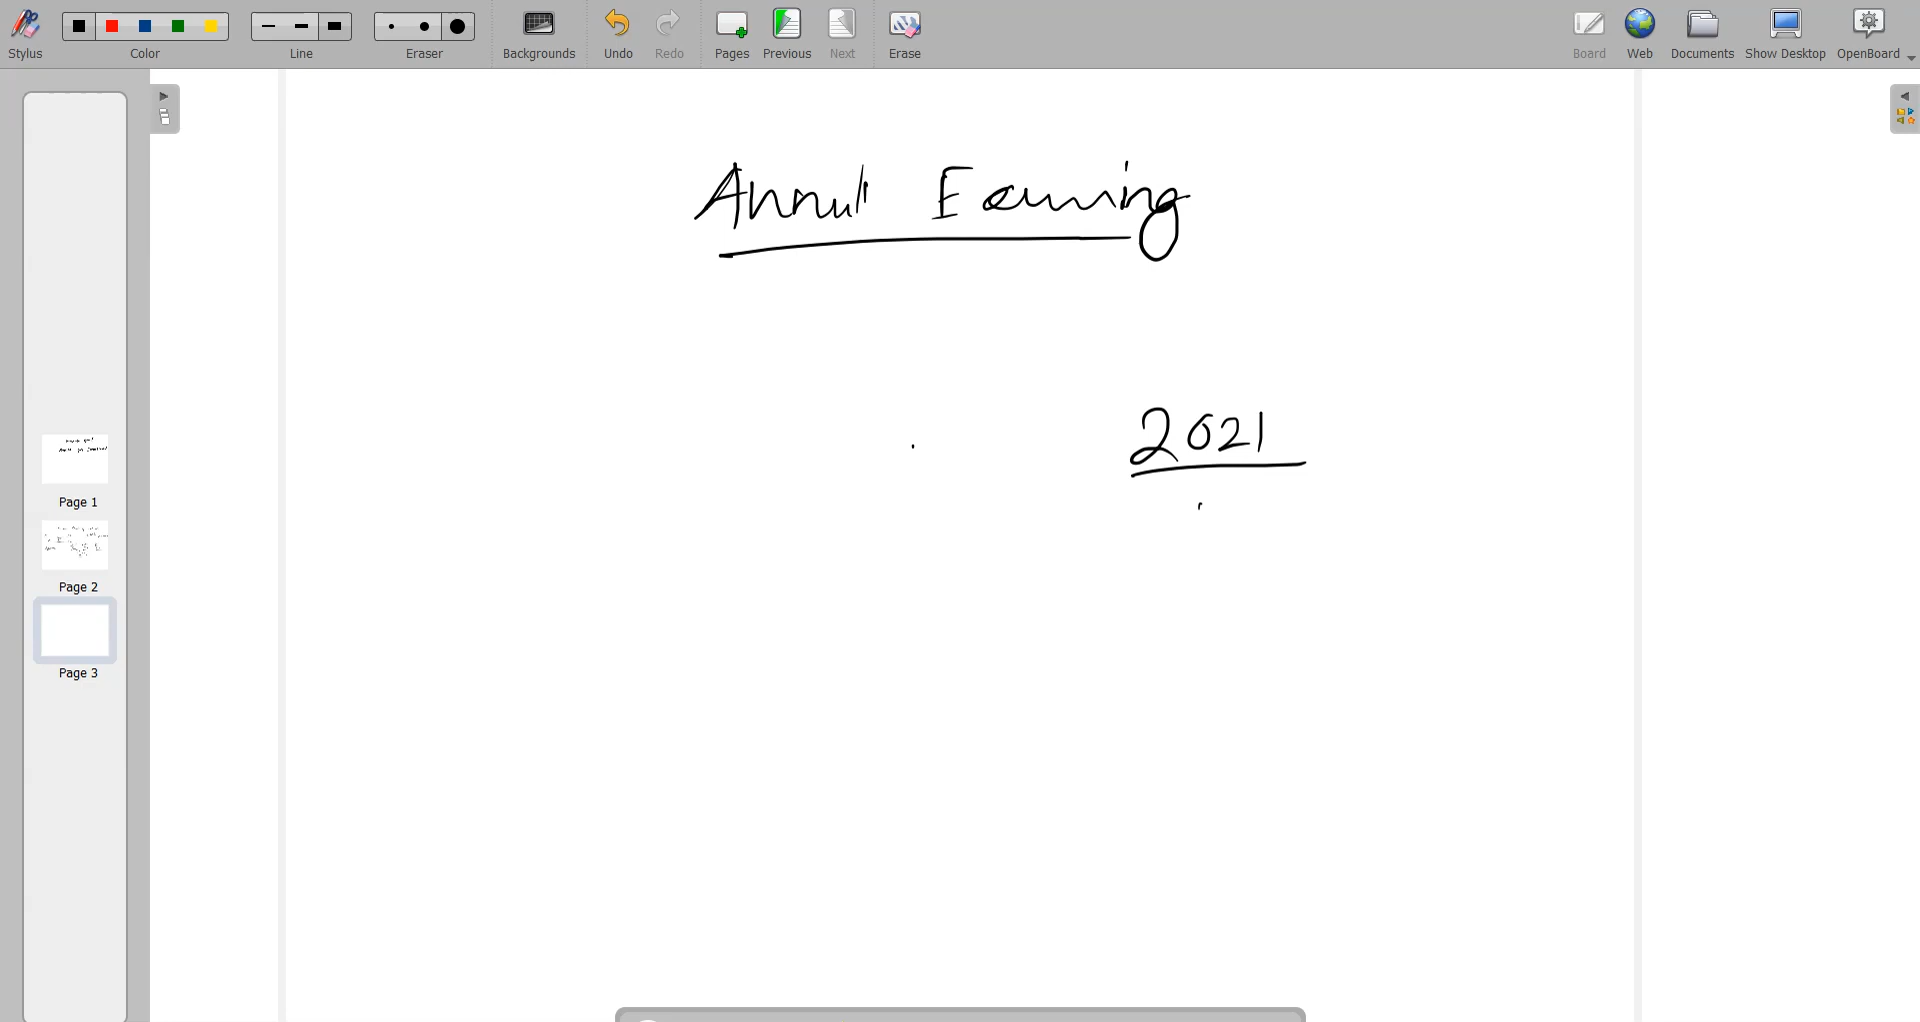 Stylus Color Line Eraser Backgrounds Undo Redo Pages Previous Next Erase Board Web Documents Show Desktop OpenBoard
Annul Earning
2021
Page 1
Page 2
Page 3